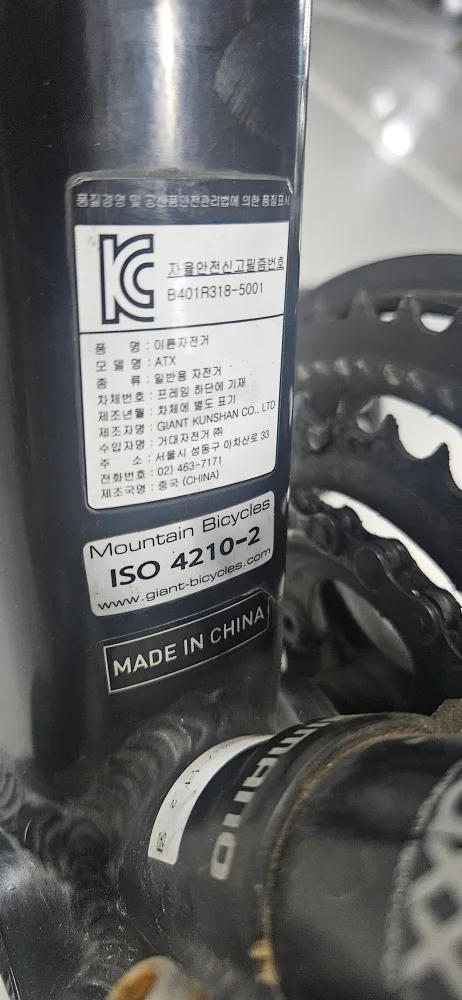 품질경영 및 공산품안전관리법에 의한 품질표시
자율안전신고필증번호
B401R318-5001
품 명 : 이륜자전거
모 델 명 : ATX
종 류 : 일반용 자전거
차체번호 : 프레임 하단에 기재
제조년월 : 차체에 별도 표기
제조자명 : GIANT KUNSHAN CO., LTD
수입자명 : 거대자전거 ㈜
주 소 : 서울시 성동구 아차산로 33
전화번호 : 02) 463-7171
제조국명 : 중국 (CHINA)
Mountain Bicycles
ISO 4210-2
www.giant-bicycles.com
MADE IN CHINA